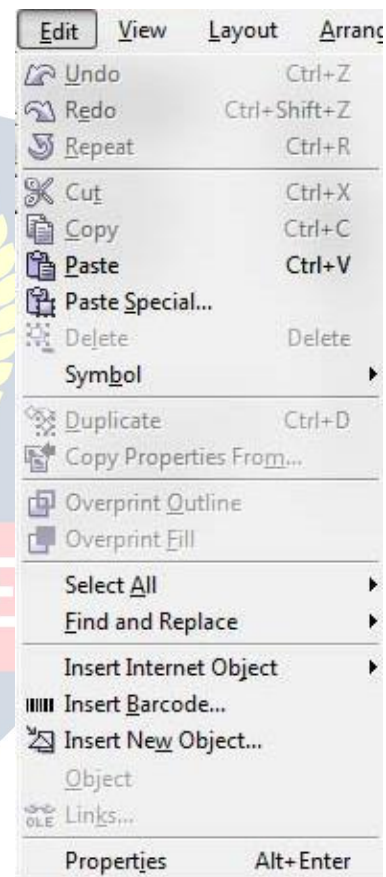 Edit View Layout Arrang
Undo Ctrl+Z
Redo Ctrl+Shift+Z
Repeat Ctrl+R
Cut Ctrl+X
Copy Ctrl+C
Paste Ctrl+V
Paste Special...
Delete Delete
Symbol
Duplicate Ctrl+D
Copy Properties From...
Overprint Outline
Overprint Fill
Select All
Find and Replace
Insert Internet Object
Insert Barcode...
Insert New Object...
Object
OLE Links...
Properties Alt+Enter